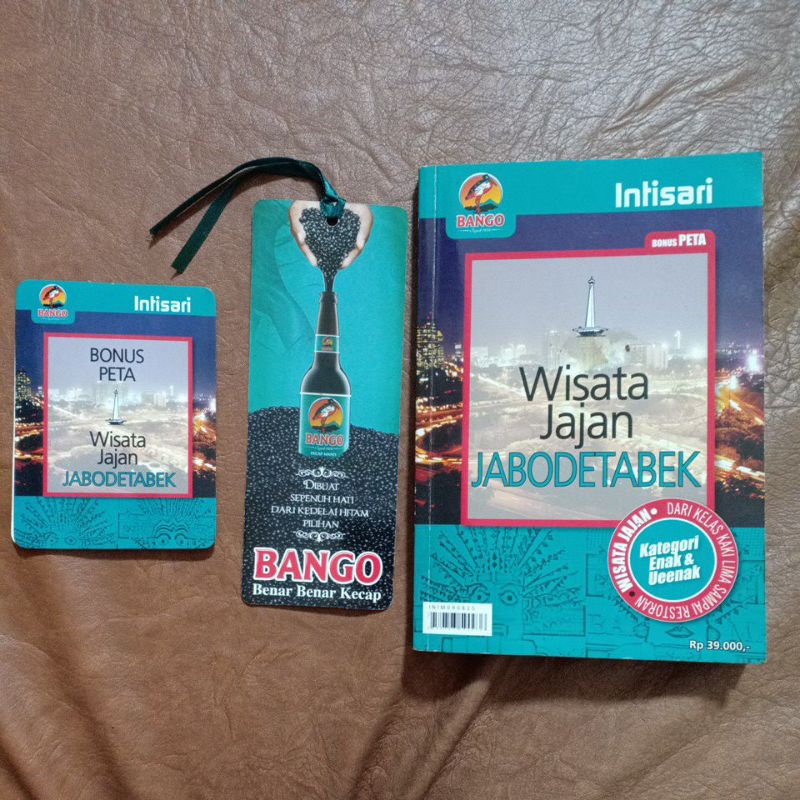 BANGO
Intisari
BONUS
PETA
Wisata
Jajan
JABODETABEK
BANGO
DIBUAT
SEPENUH HATI
DARI KEDELAI HITAM
PILIHAN
BANGO
Benar Benar Kecap
BANGO
Intisari
BONUS PETA
Wisata
Jajan
JABODETABEK
WISATA JAJAN • DARI KELAS KAKI LIMA SAMPAI RESTORAN •
Kategori
Enak &
Ueenak
Rp 39.000,-